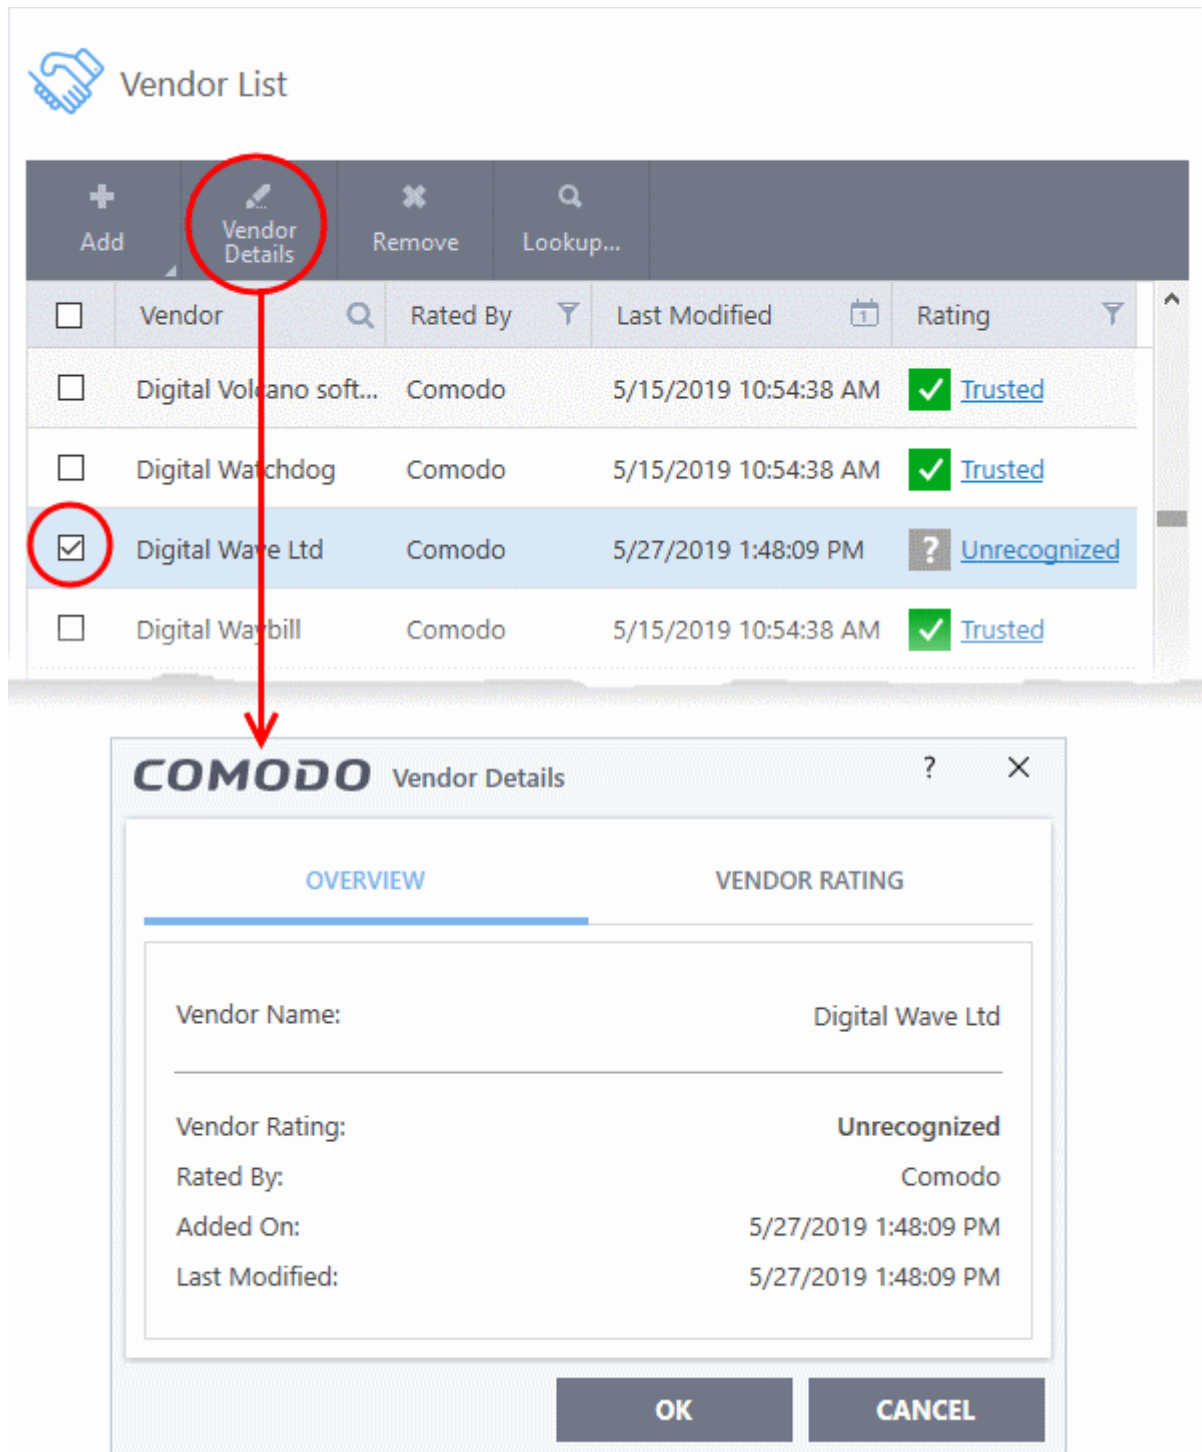 Vendor List
Add
Vendor
Details
Remove
Lookup...
Vendor Rated By Last Modified 1 Rating
Digital Volcano soft... Comodo 5/15/2019 10:54:38 AM Trusted
Digital Watchdog Comodo 5/15/2019 10:54:38 AM Trusted
Digital Wave Ltd Comodo 5/27/2019 1:48:09 PM ? Unrecognized
Digital Waybill Comodo 5/15/2019 10:54:38 AM Trusted
COMODO Vendor Details ?
OVERVIEW VENDOR RATING
Vendor Name: Digital Wave Ltd
Vendor Rating: Unrecognized
Rated By: Comodo
Added On: 5/27/2019 1:48:09 PM
Last Modified: 5/27/2019 1:48:09 PM
OK CANCEL